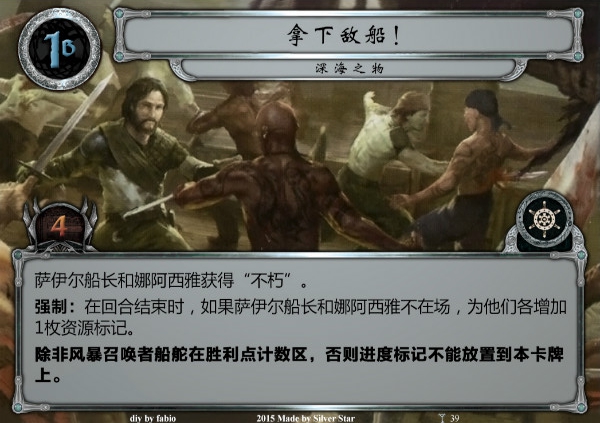 1B
拿下敌船！
深海之物
4
萨伊尔船长和娜阿西雅获得“不朽”。
强制：在回合结束时，如果萨伊尔船长和娜阿西雅不在场，为他们各增加
1枚资源标记。
除非风暴召唤者船舵在胜利点计数区，否则进度标记不能放置到本卡牌
上。
diy by fabio 2015 Made by Silver Star 39